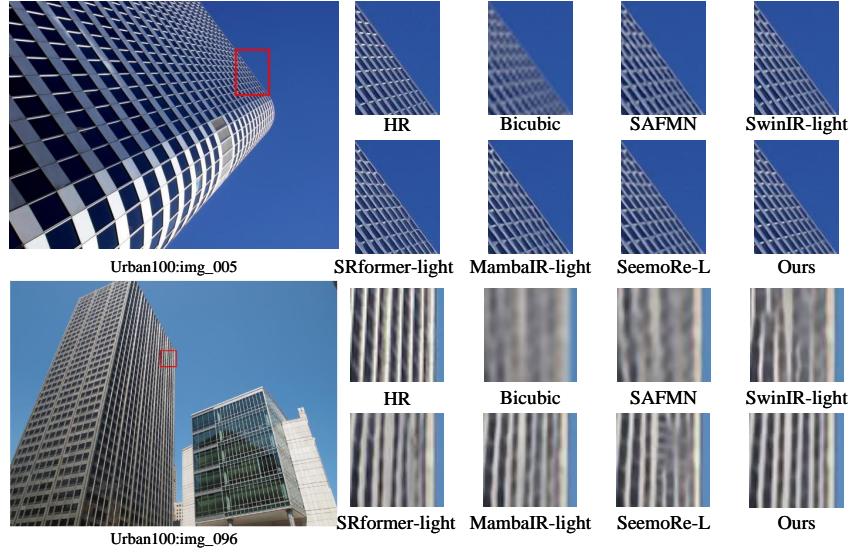 HR Bicubic SAFMN SwinIR-light
SRformer-light MambaIR-light SeemoRe-L Ours
Urban100:img_005
HR Bicubic SAFMN SwinIR-light
SRformer-light MambaIR-light SeemoRe-L Ours
Urban100:img_096